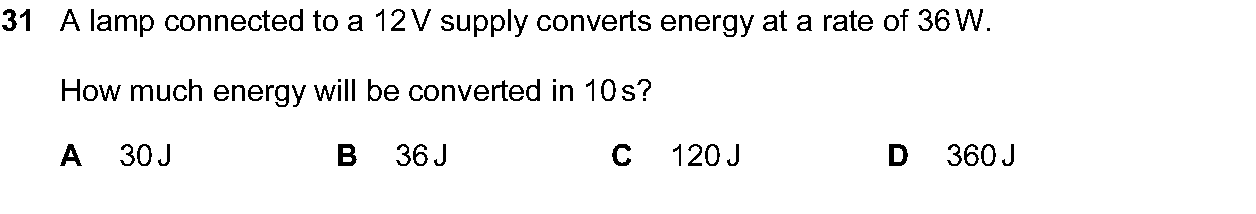 31 A lamp connected to a 12 V supply converts energy at a rate of 36 W.
How much energy will be converted in 10 s?
A 30 J B 36 J C 120 J D 360 J